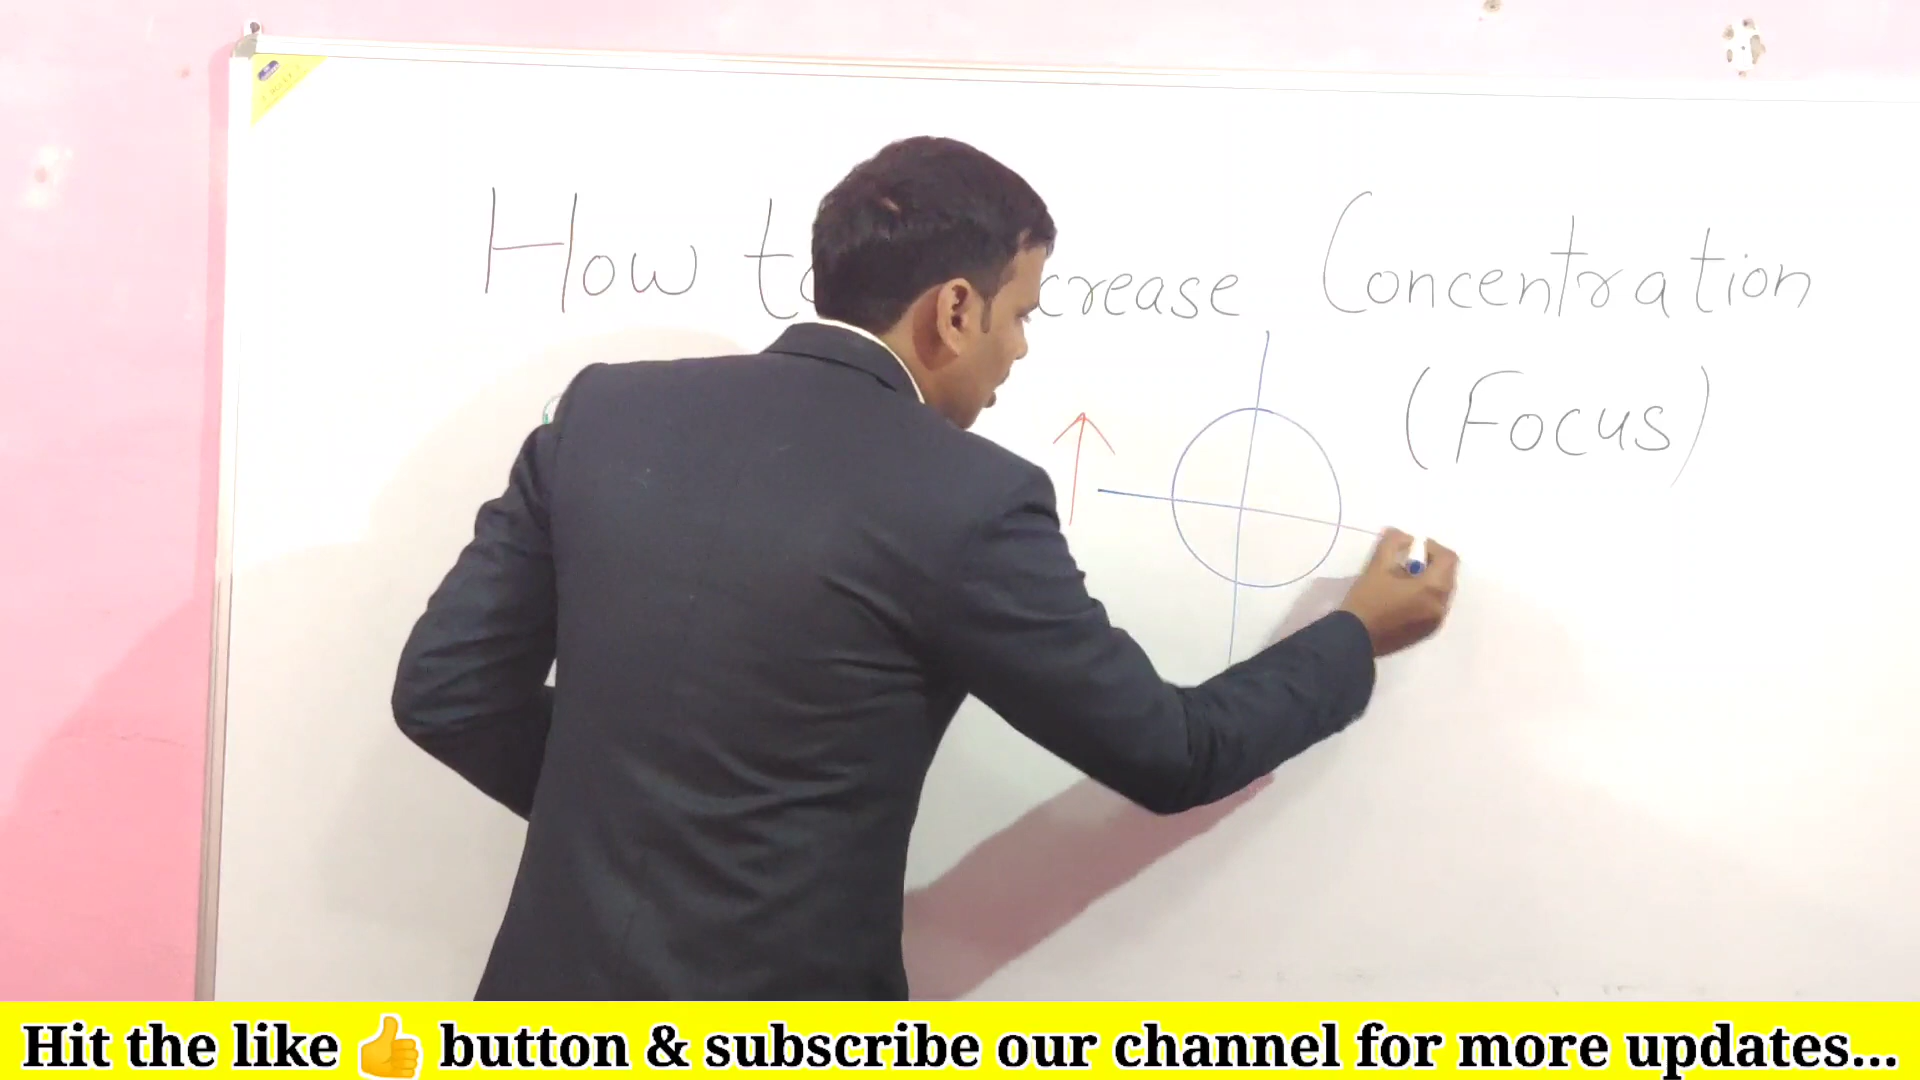 How to crease Concentration
(Focus)
Hit the like 👍 button & subscribe our channel for more updates...